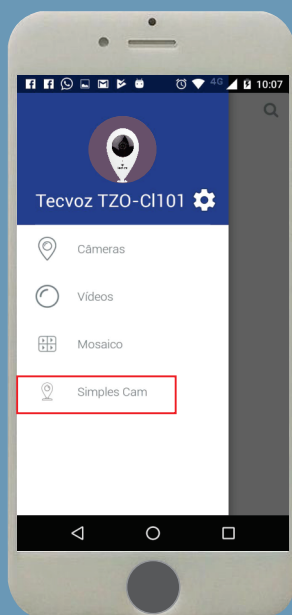 4G 10:07
Tecvoz TZO-CI101
Câmeras
Vídeos
Mosaico
Simples Cam